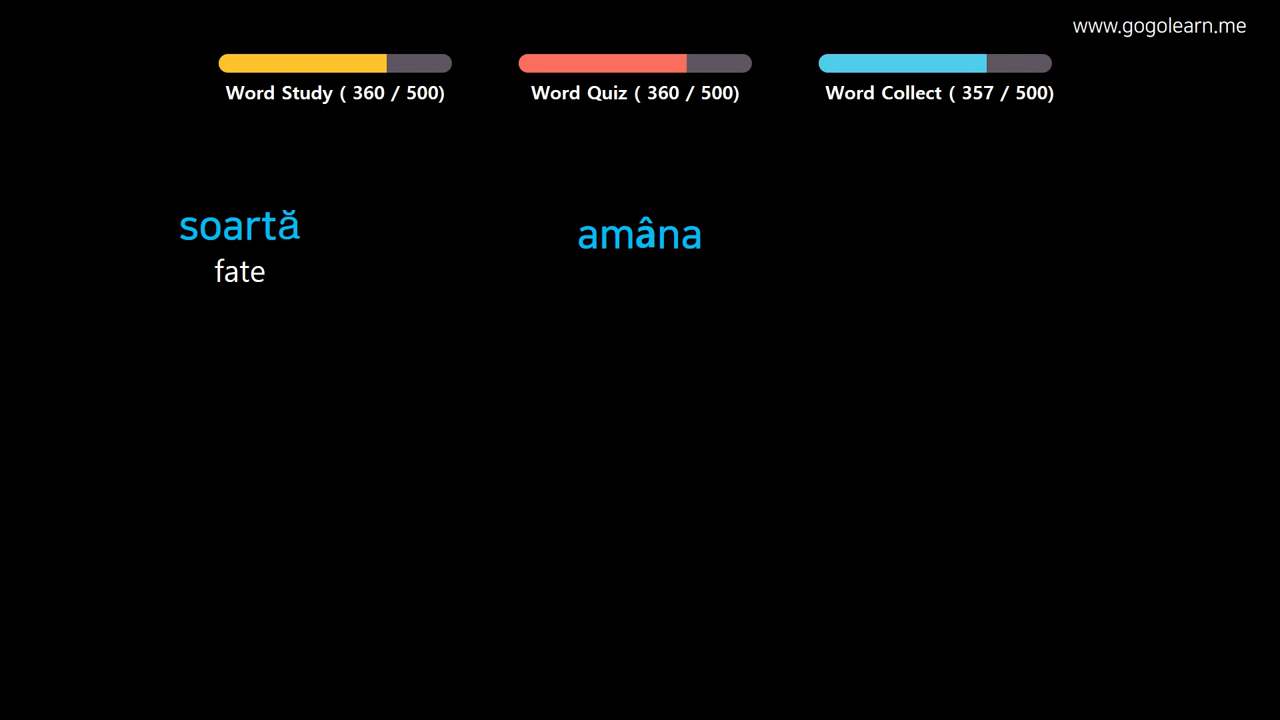 www.gogolearn.me
Word Study ( 360 / 500)
Word Quiz ( 360 / 500)
Word Collect ( 357 / 500)
soartă
fate
amâna